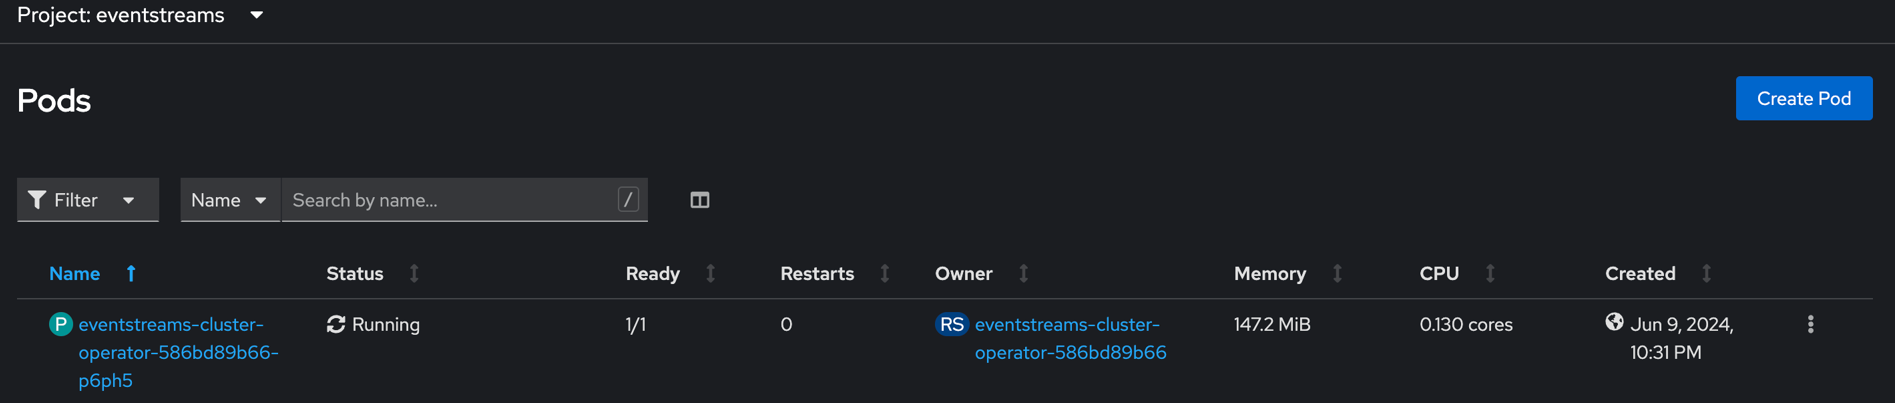 Project: eventstreams
Pods
Create Pod
Filter
Name
Search by name...
/
Name Status Ready Restarts Owner Memory CPU Created
P eventstreams-cluster- Running 1/1 0 RS eventstreams-cluster- 147.2 MiB 0.130 cores Jun 9, 2024,
operator-586bd89b66- operator-586bd89b66 10:31 PM
p6ph5